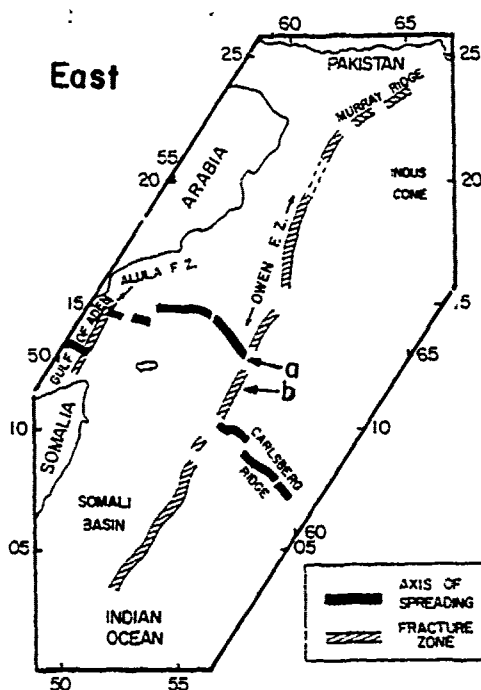 East
60
65
25
25
PAKISTAN
MURRAY RIDGE
55
20
ARABIA
INDUS
CONE
20
OWEN F. Z.
ALULA F. Z.
15
15
GULF OF ADEN
50
a
65
b
SOMALIA
10
10
CARLSBERG
RIDGE
SOMALI
BASIN
60
05
05
INDIAN
OCEAN
50
55
AXIS OF
SPREADING
FRACTURE
ZONE